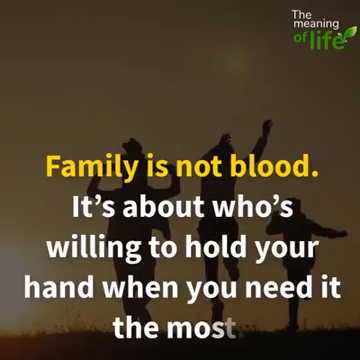 The
meaning
of life
Family is not blood.
It's about who's
willing to hold your
hand when you need it
the most.